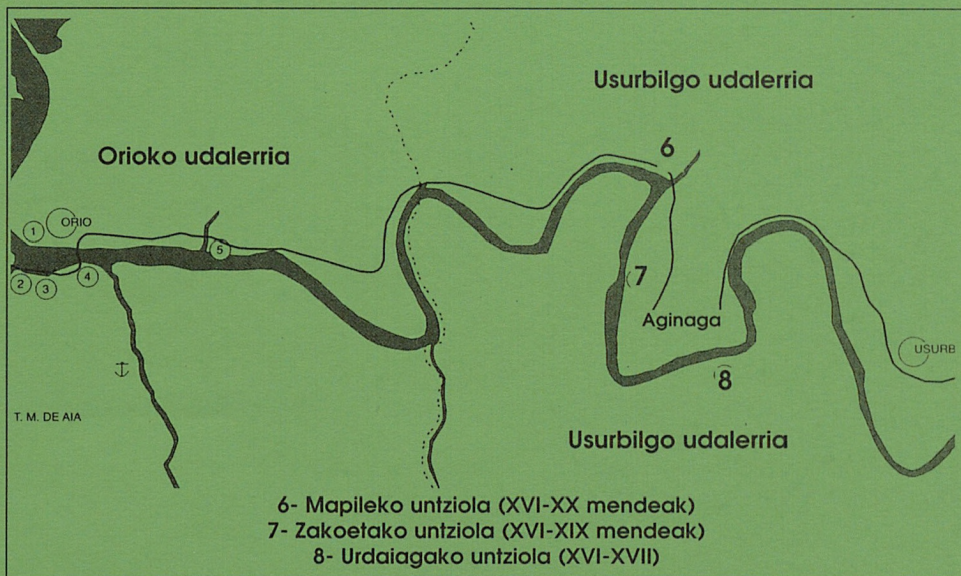 Usurbilgo udalerria
Orioko udalerria
6
1
ORIO
5
2
3
4
7
Aginaga
USURB
8
T. M. DE AIA
Usurbilgo udalerria
6- Mapileko untziola (XVI-XX mendeak)
7- Zakoetako untziola (XVI-XIX mendeak)
8- Urdaiagako untziola (XVI-XVII)